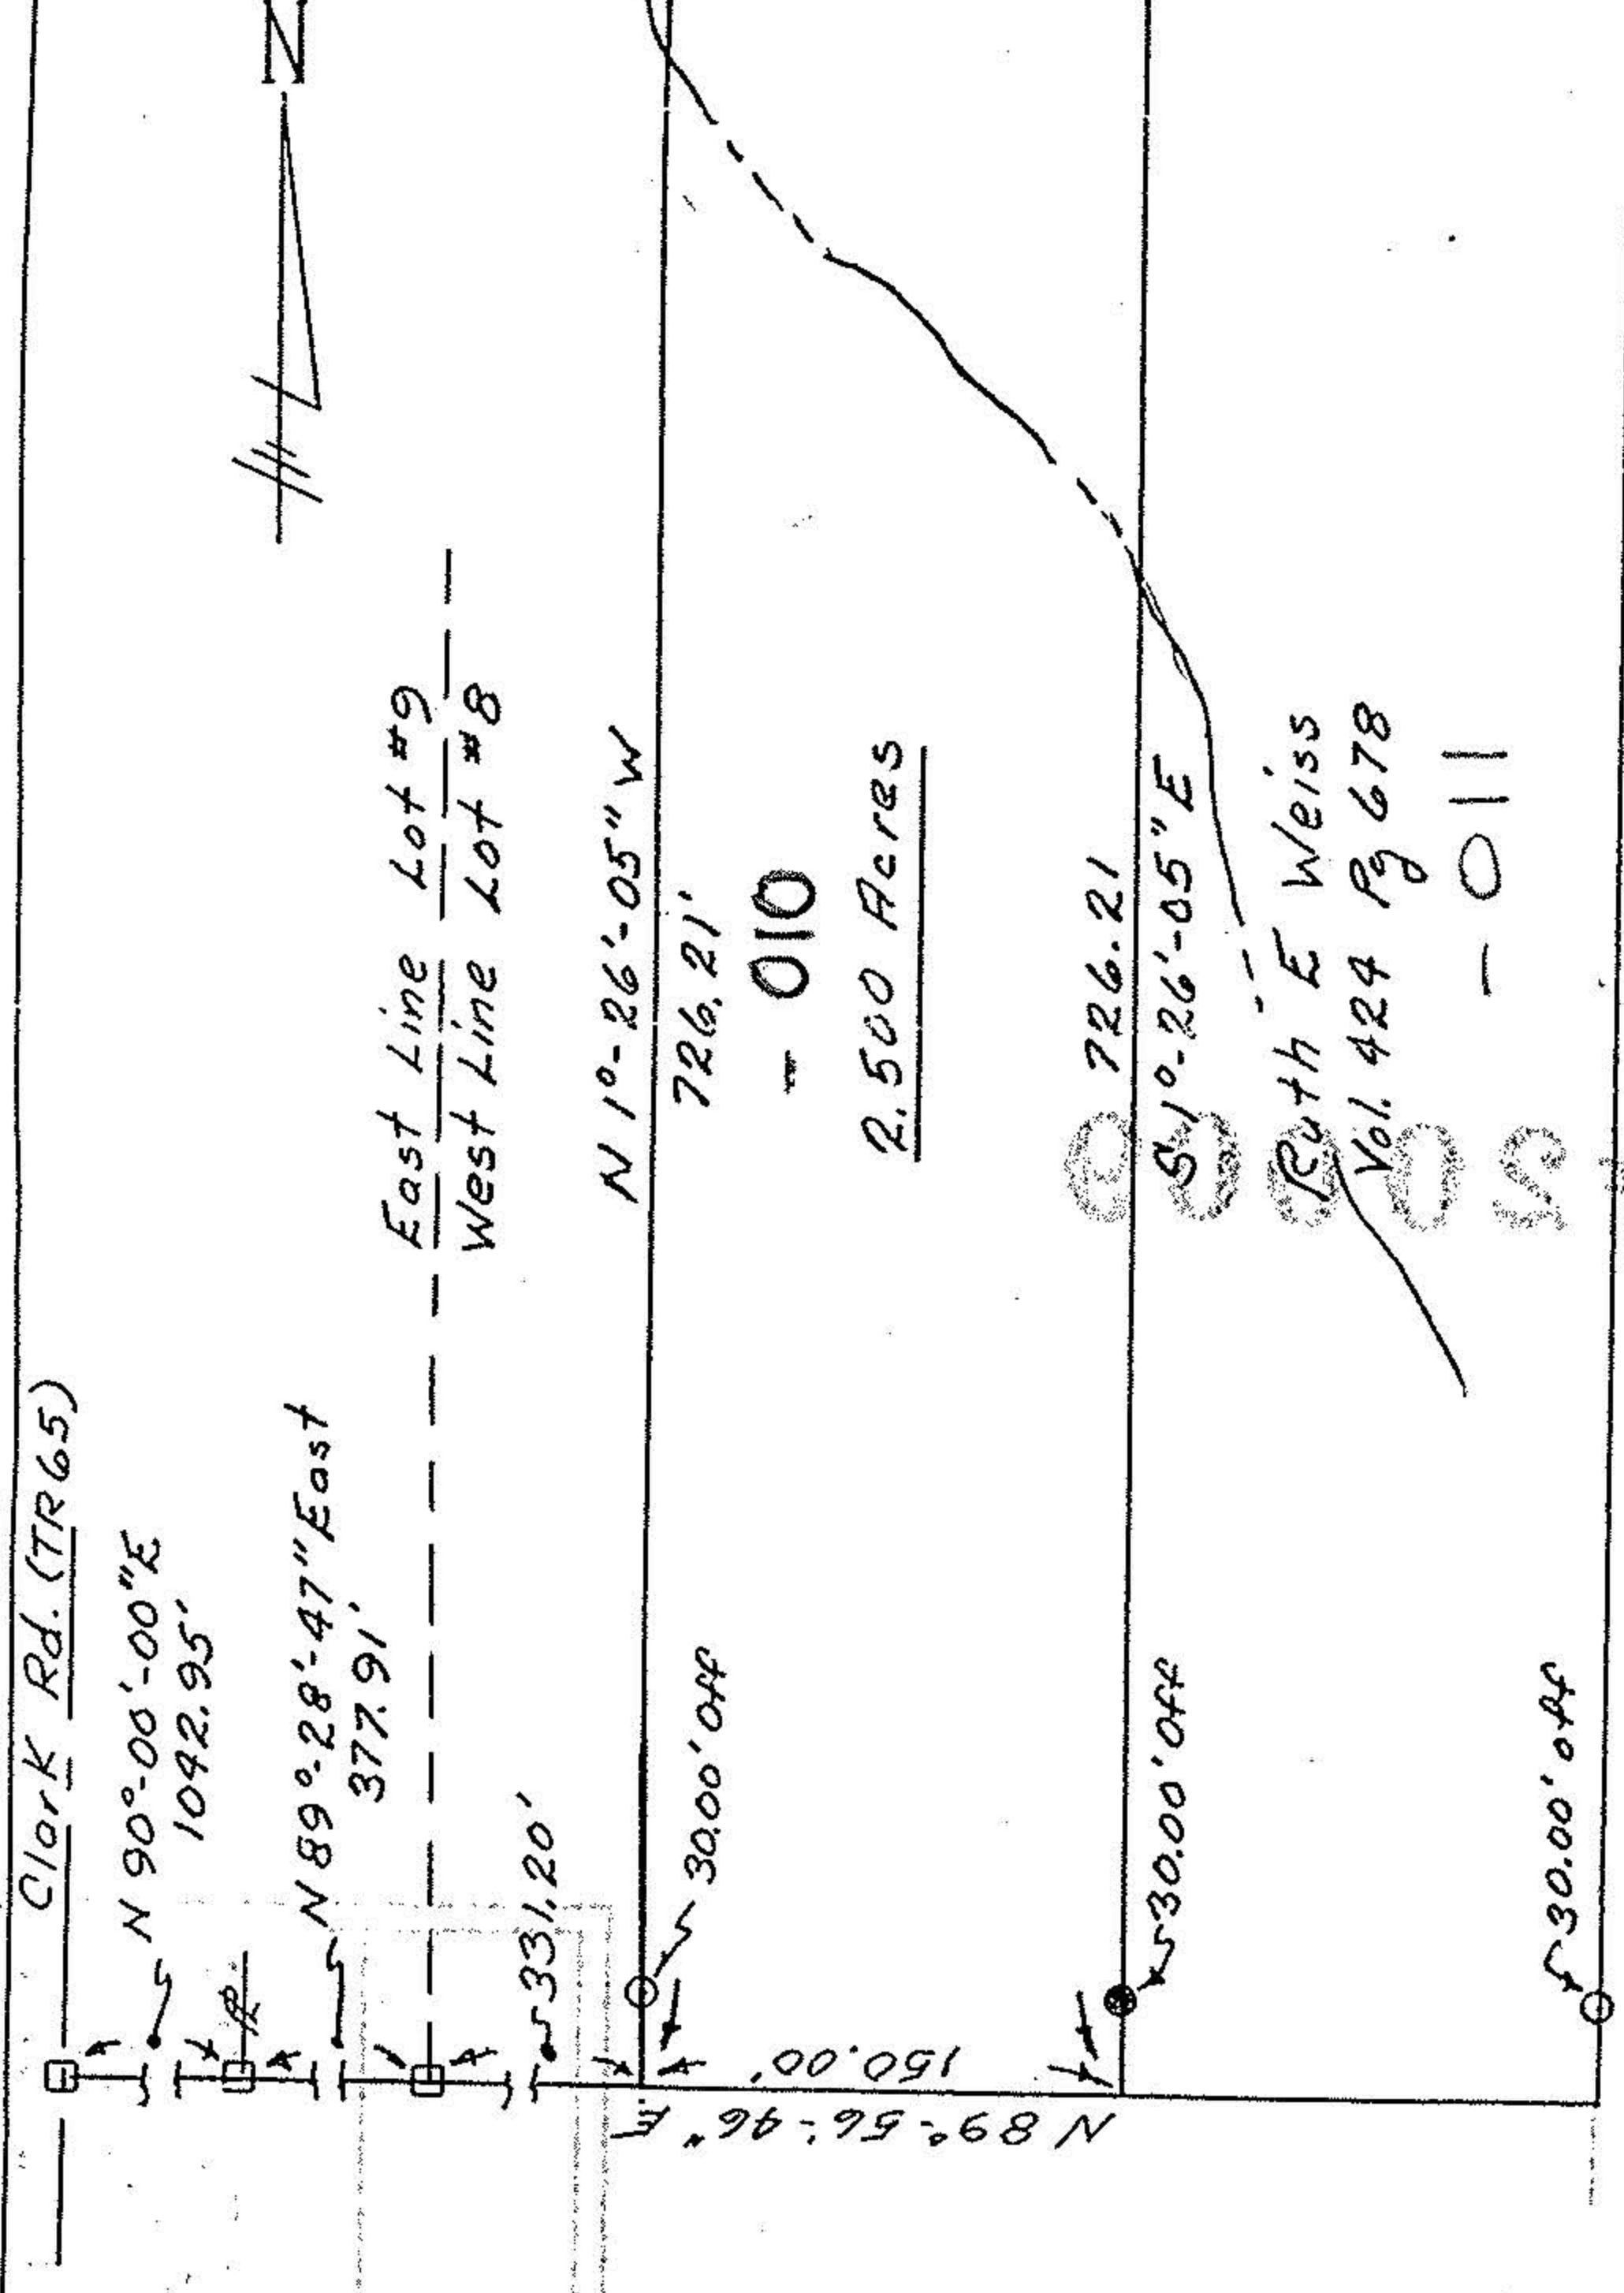 N
Clark Rd. (TR65)
N 90°-00'-00"E
1042.95'
N 89°-28'-47" East
377.91'
East Line Lot #9
West Line Lot #8
331.20'
N 1°-26'-05" W
726.21'
30.00' Off
- 010
2.500 Acres
150.00'
N 89°-56'-46" E
726.21
S 1°-26'-05" E
30.00' Off
Ruth E Weiss
Vol. 424 Pg 678
- 011
30.00' off